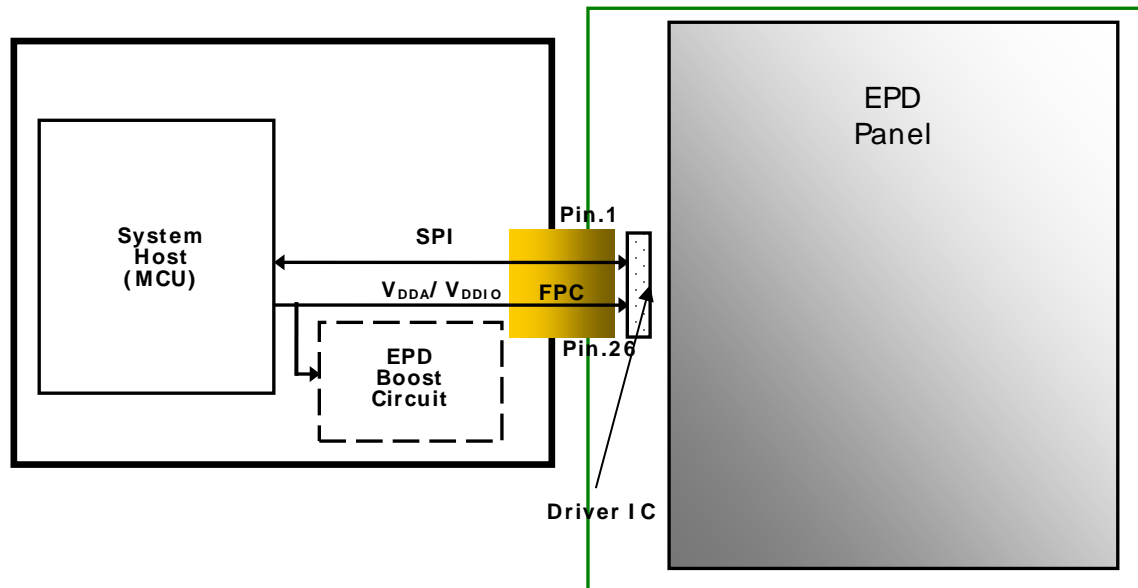 EPD
Panel
System
Host
(MCU)
SPI
Pin.1
VDDA/ VDDIO
FPC
Pin.26
EPD
Boost
Circuit
Driver IC